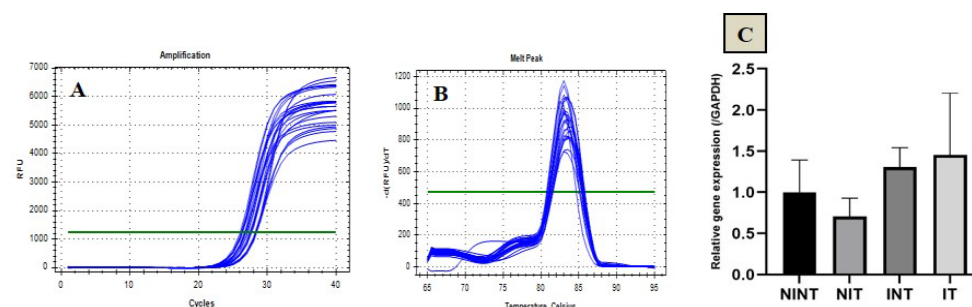 Amplification
A
7000
6000
5000
4000
3000
2000
1000
0
RFU
0 10 20 30 40
Cycles
Melt Peak
B
1200
1000
800
600
400
200
0
-d(RFU)/dT
65 70 75 80 85 90 95
Temperature, Celsius
C
2.5
2.0
1.5
1.0
0.5
0.0
Relative gene expression (/GAPDH)
NINT NIT INT IT